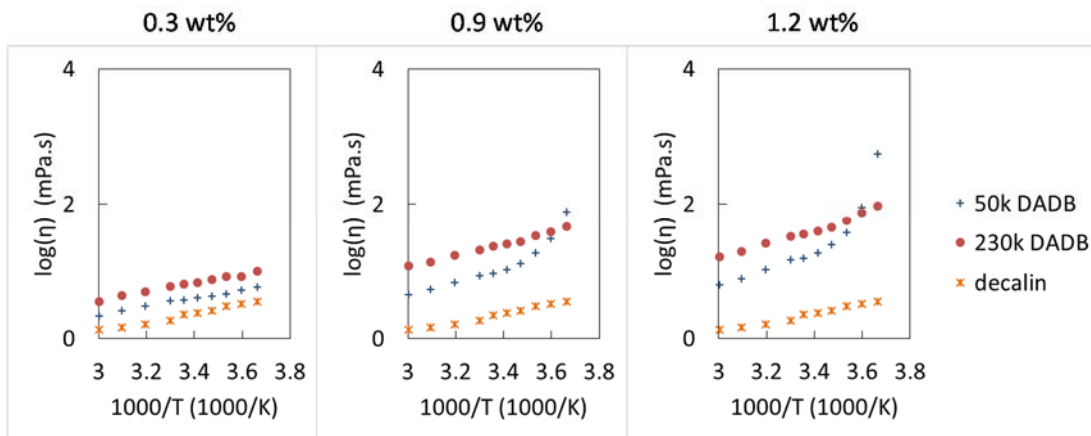 0.3 wt%
0.9 wt%
1.2 wt%
4
2
0
log(η) (mPa.s)
3 3.2 3.4 3.6 3.8
1000/T (1000/K)
4
2
0
log(η) (mPa.s)
3 3.2 3.4 3.6 3.8
1000/T (1000/K)
4
2
0
log(η) (mPa.s)
3 3.2 3.4 3.6 3.8
1000/T (1000/K)
50k DADB
230k DADB
decalin